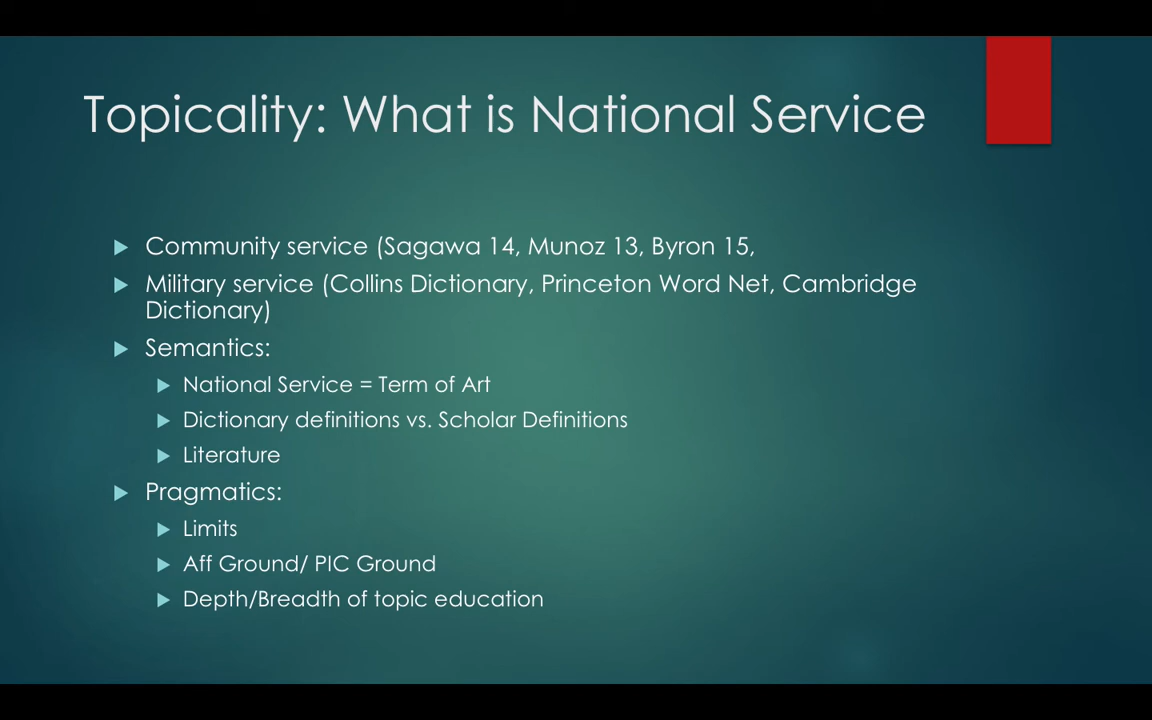 Topicality: What is National Service
Community service (Sagawa 14, Munoz 13, Byron 15,
Military service (Collins Dictionary, Princeton Word Net, Cambridge
Dictionary)
Semantics:
National Service = Term of Art
Dictionary definitions vs. Scholar Definitions
Literature
Pragmatics:
Limits
Aff Ground/ PIC Ground
Depth/Breadth of topic education